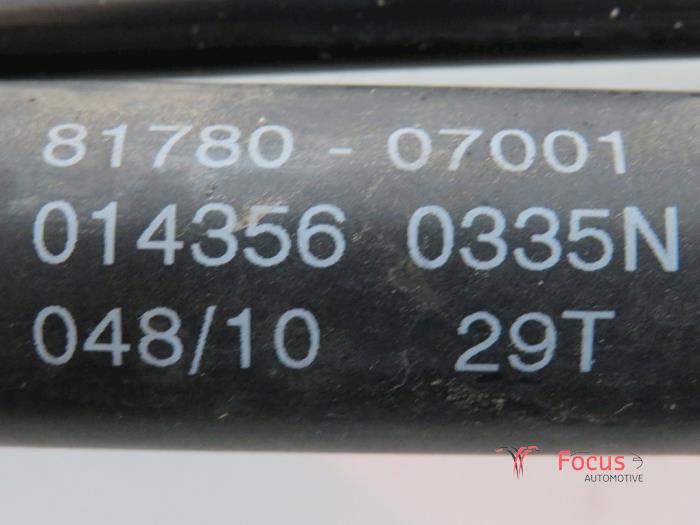 81780 - 07001
014356 0335N
048/10 29T
Focus
AUTOMOTIVE